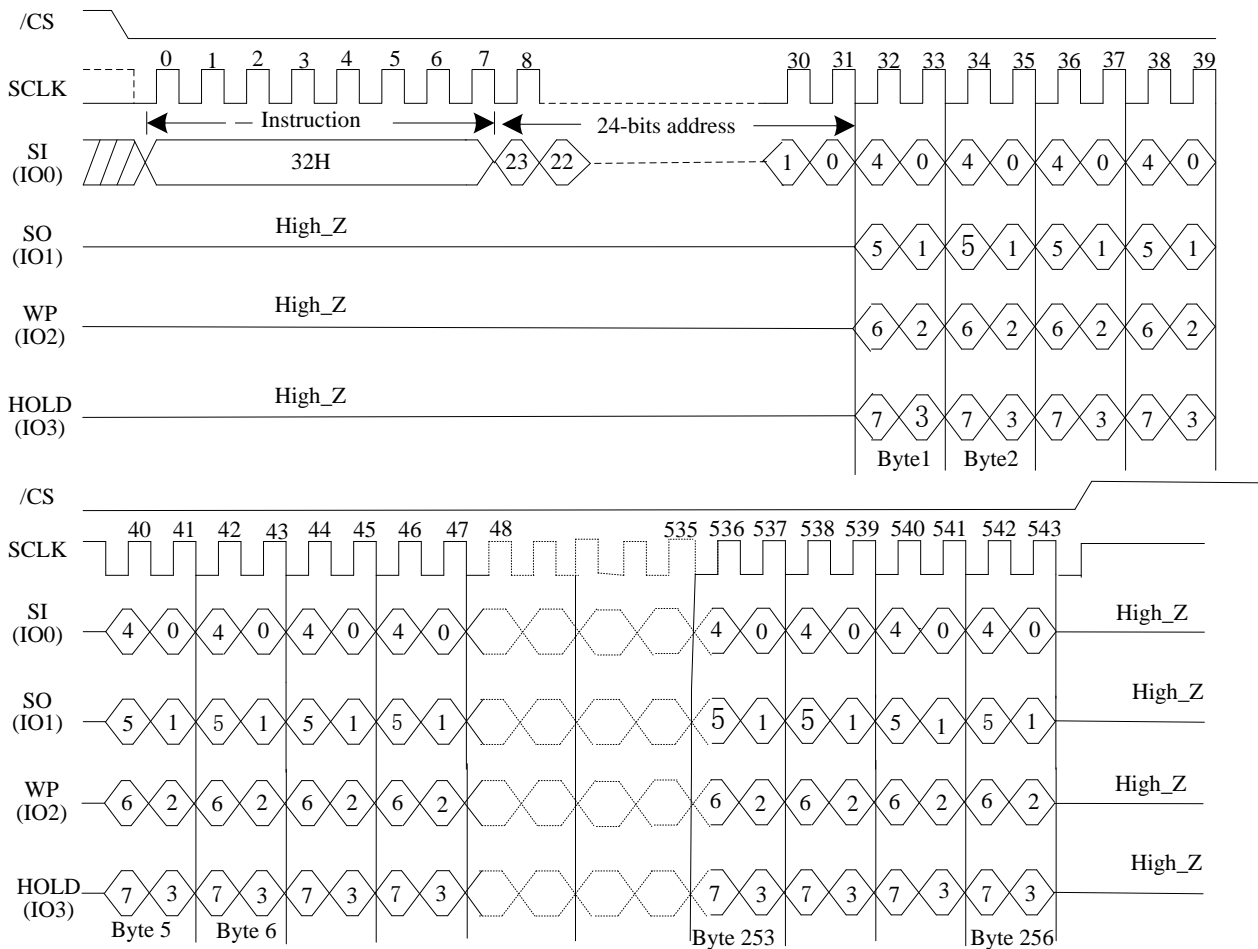 /CS
0 1 2 3 4 5 6 7 8 30 31 32 33 34 35 36 37 38 39
SCLK
Instruction 24-bits address
SI
(IO0)
32H 23 22 1 0 4 0 4 0 4 0 4 0
High_Z
SO
(IO1)
5 1 5 1 5 1 5 1
High_Z
WP
(IO2)
6 2 6 2 6 2 6 2
High_Z
HOLD
(IO3)
7 3 7 3 7 3 7 3
Byte1 Byte2
/CS
40 41 42 43 44 45 46 47 48 535 536 537 538 539 540 541 542 543
SCLK
SI
(IO0)
4 0 4 0 4 0 4 0 4 0 4 0 4 0 4 0 High_Z
SO
(IO1)
5 1 5 1 5 1 5 1 5 1 5 1 5 1 5 1 High_Z
WP
(IO2)
6 2 6 2 6 2 6 2 6 2 6 2 6 2 6 2 High_Z
HOLD
(IO3)
7 3 7 3 7 3 7 3 7 3 7 3 7 3 7 3 High_Z
Byte 5 Byte 6 Byte 253 Byte 256